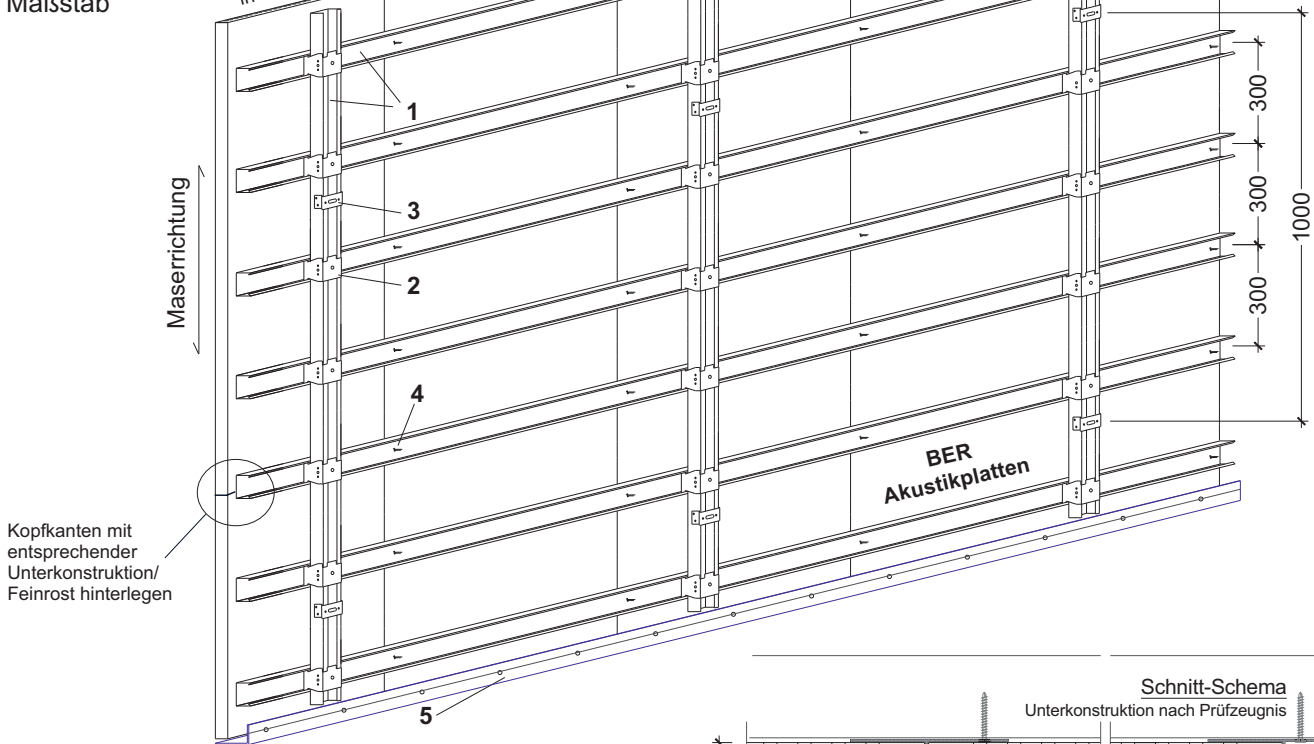 Maßstab
1
300
Maserrichtung
3
300
1000
2
300
4
BER
Akustikplatten
Kopfkanten mit
entsprechender
Unterkonstruktion/
Feinrost hinterlegen
Schnitt-Schema
Unterkonstruktion nach Prüfzeugnis
5